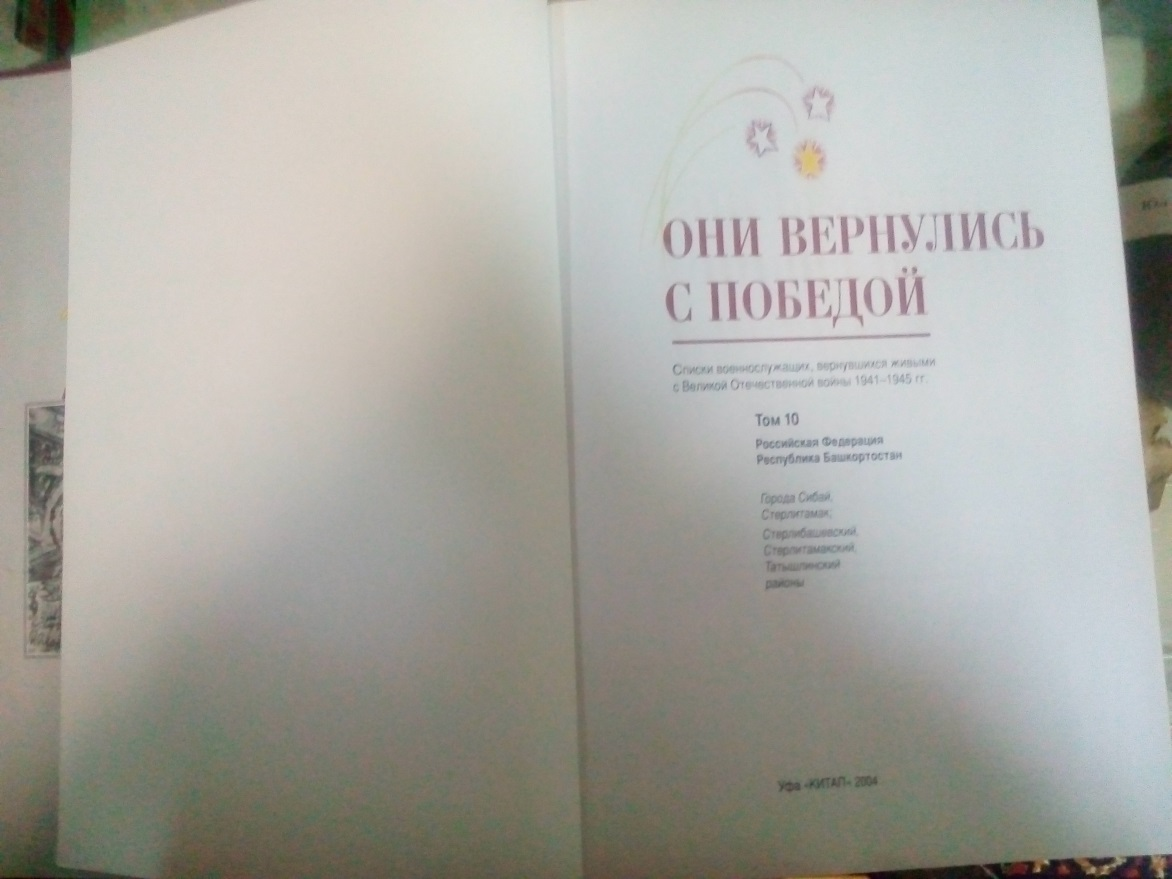 ОНИ ВЕРНУЛИСЬ
С ПОБЕДОЙ
Списки военнослужащих, вернувшихся живыми
с Великой Отечественной войны 1941–1945 гг.
Том 10
Российская Федерация
Республика Башкортостан
Города Сибай,
Стерлитамак;
Стерлибашевский,
Стерлитамакский,
Татышлинский
районы
Уфа «КИТАП» 2004